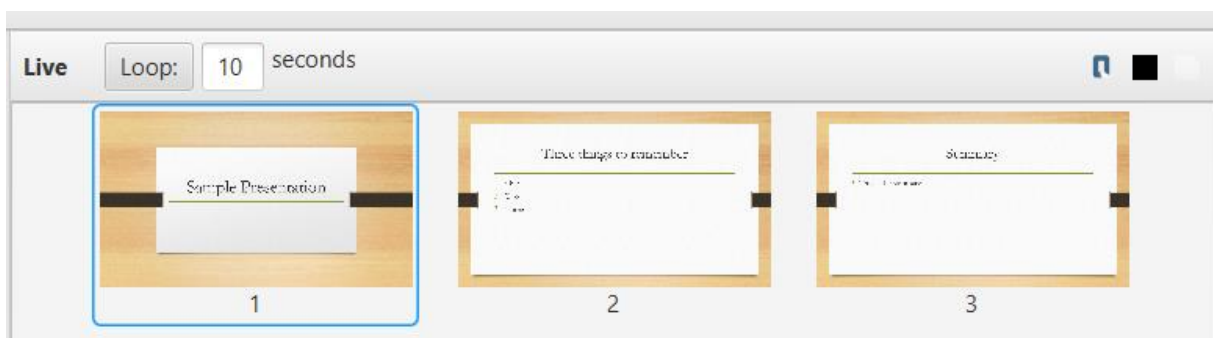 Live Loop: 10 seconds
Sample Presentation
Three things to remember
Summary
1 2 3